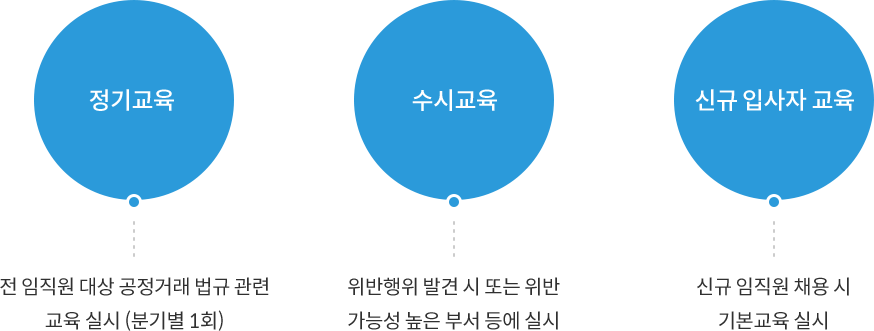 정기교육
수시교육
신규 입사자 교육
전 임직원 대상 공정거래 법규 관련
교육 실시 (분기별 1회)
위반행위 발견 시 또는 위반
가능성 높은 부서 등에 실시
신규 임직원 채용 시
기본교육 실시